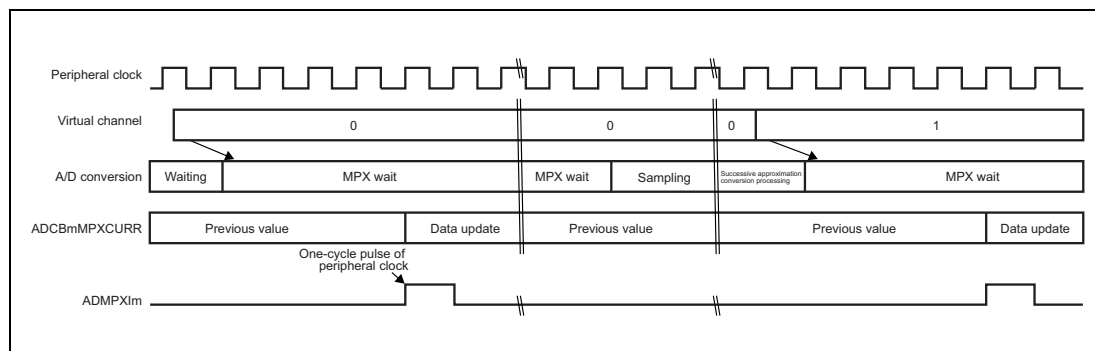 Peripheral clock
Virtual channel
0
0
0
1
A/D conversion
Waiting
MPX wait
MPX wait
Sampling
Successive approximation
conversion processing
MPX wait
ADCBmMPXCURR
Previous value
Data update
Previous value
Previous value
Data update
One-cycle pulse of
peripheral clock
ADMPXIm